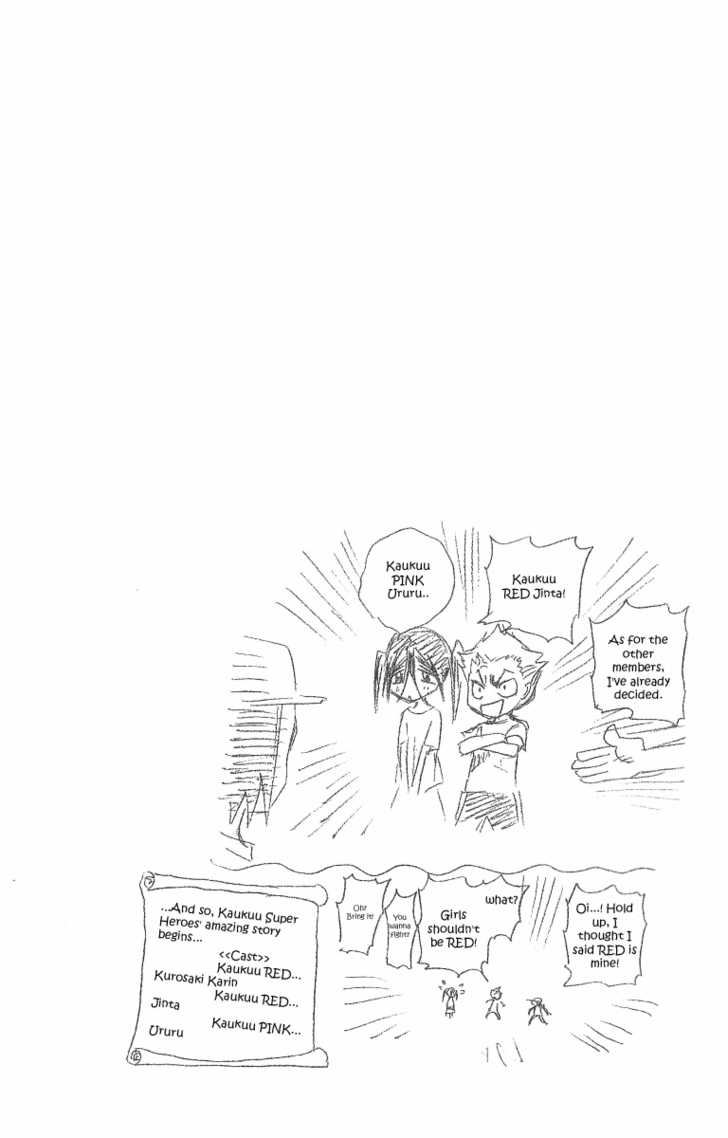 Kaukuu
RED Jinta!
Kaukuu
PINK
Ururu..
As for the
other
members,
I've already
decided.
Oi...! Hold
up, I
thought I
said RED is
mine!
what?
Girls
shouldn't
be RED!
You
wanna
fight?
Oh!
Bring it!
...And so, Kaukuu Super
Heroes' amazing story
begins...
<<Cast>>
Kaukuu RED...
Kurosaki Karin
Kaukuu RED...
Jinta
Kaukuu PINK...
Ururu